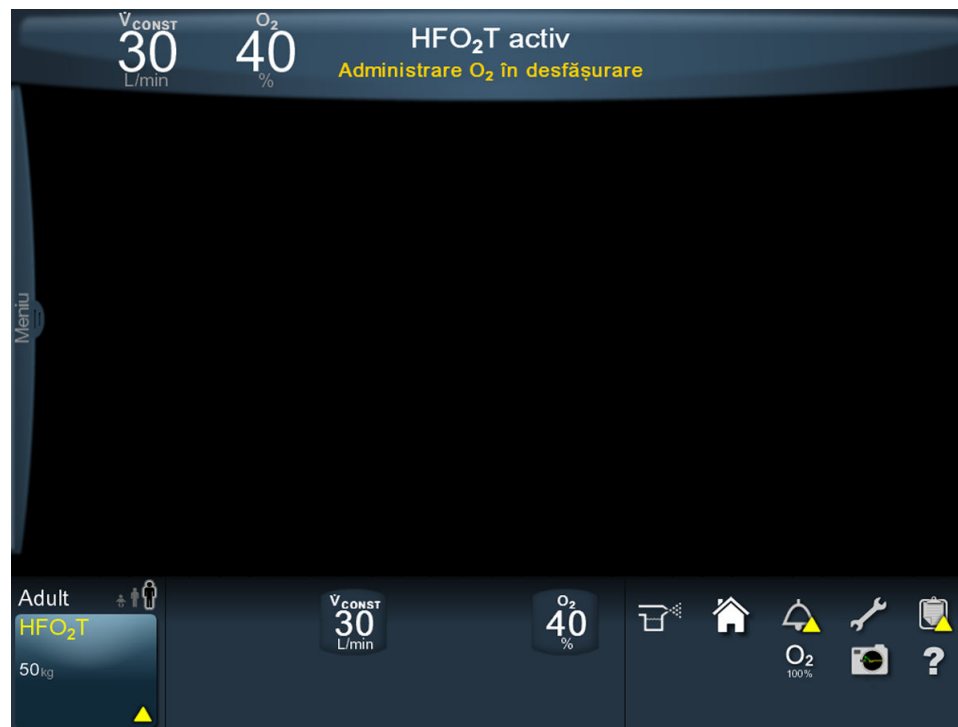 V̇CONST
30
L/min
O₂
40
%
HFO₂T activ
Administrare O₂ în desfășurare
Meniu
Adult
HFO₂T
50kg
V̇CONST
30
L/min
O₂
40
%
O₂
100%
?